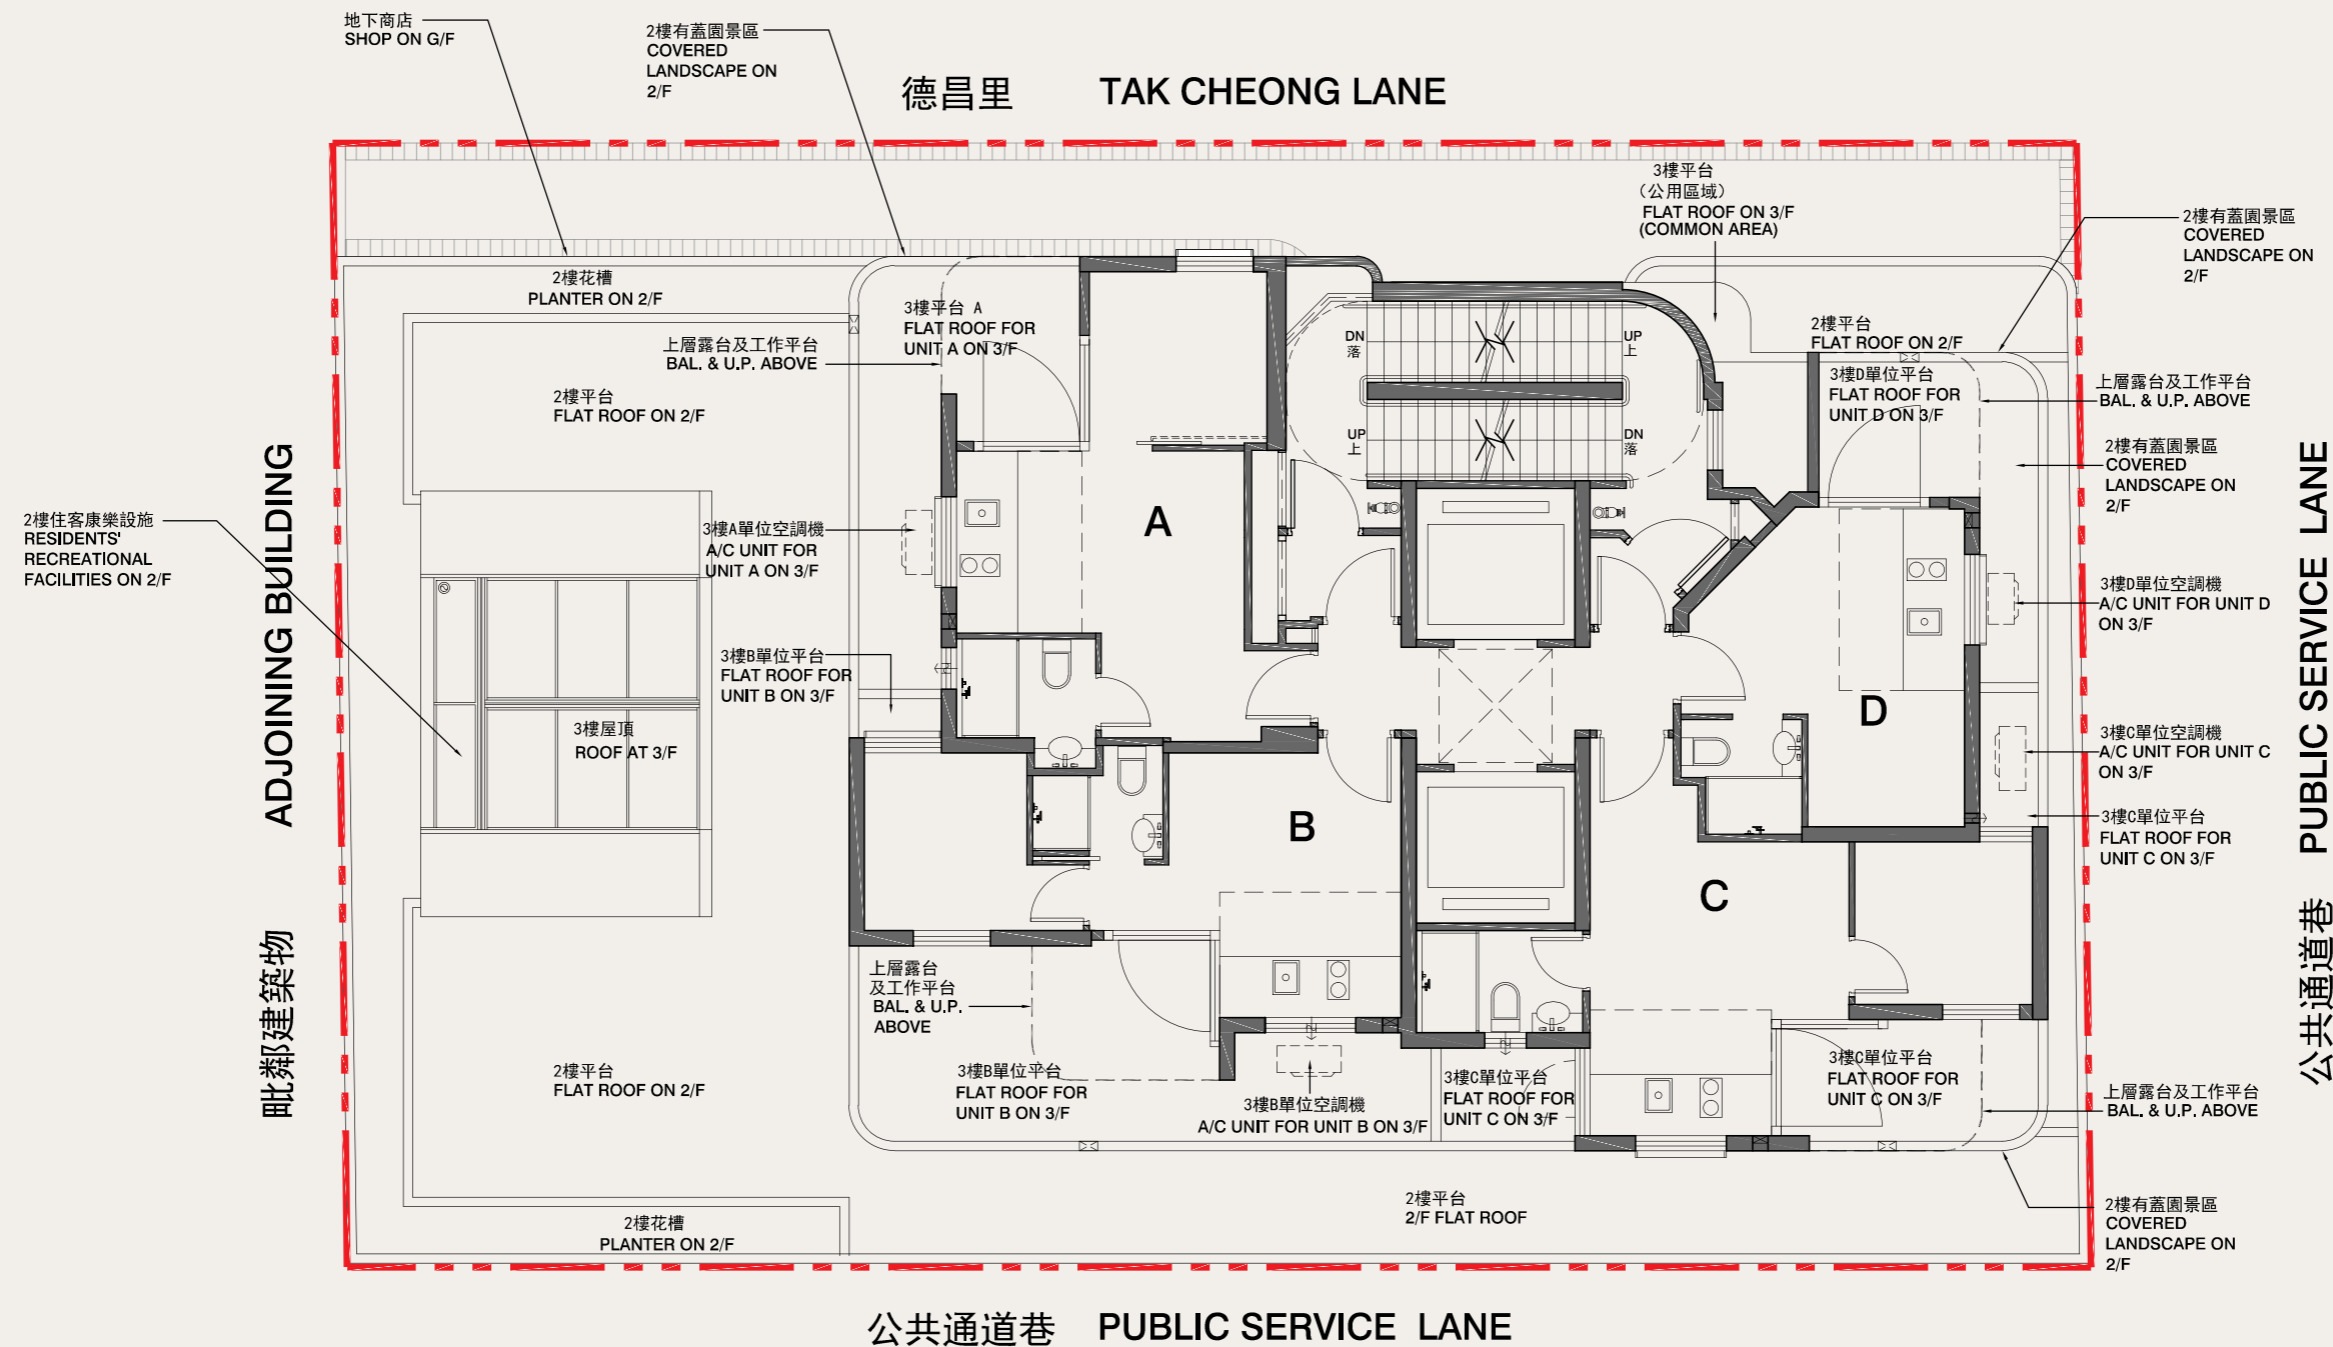 地下商店
SHOP ON G/F
2樓有蓋園景區
COVERED
LANDSCAPE ON
2/F
德昌里 TAK CHEONG LANE
3樓平台
（公用區域）
FLAT ROOF ON 3/F
(COMMON AREA)
2樓有蓋園景區
COVERED
LANDSCAPE ON
2/F
2樓花槽
PLANTER ON 2/F
3樓平台 A
FLAT ROOF FOR
UNIT A ON 3/F
上層露台及工作平台
BAL. & U.P. ABOVE
2樓平台
FLAT ROOF ON 2/F
DN
落
UP
上
UP
上
DN
落
2樓平台
FLAT ROOF ON 2/F
3樓D單位平台
FLAT ROOF FOR
UNIT D ON 3/F
上層露台及工作平台
BAL. & U.P. ABOVE
2樓有蓋園景區
COVERED
LANDSCAPE ON
2/F
2樓住客康樂設施
RESIDENTS'
RECREATIONAL
FACILITIES ON 2/F
毗鄰建築物 ADJOINING BUILDING
3樓A單位空調機
A/C UNIT FOR
UNIT A ON 3/F
A
3樓D單位空調機
A/C UNIT FOR UNIT D
ON 3/F
3樓B單位平台
FLAT ROOF FOR
UNIT B ON 3/F
3樓屋頂
ROOF AT 3/F
D
3樓C單位空調機
A/C UNIT FOR UNIT C
ON 3/F
B
3樓C單位平台
FLAT ROOF FOR
UNIT C ON 3/F
C
公共通道巷 PUBLIC SERVICE LANE
上層露台
及工作平台
BAL. & U.P.
ABOVE
2樓平台
FLAT ROOF ON 2/F
3樓B單位平台
FLAT ROOF FOR
UNIT B ON 3/F
3樓B單位空調機
A/C UNIT FOR UNIT B ON 3/F
3樓C單位平台
FLAT ROOF FOR
UNIT C ON 3/F
3樓C單位平台
FLAT ROOF FOR
UNIT C ON 3/F
上層露台及工作平台
BAL. & U.P. ABOVE
2樓花槽
PLANTER ON 2/F
2樓平台
2/F FLAT ROOF
2樓有蓋園景區
COVERED
LANDSCAPE ON
2/F
公共通道巷 PUBLIC SERVICE LANE